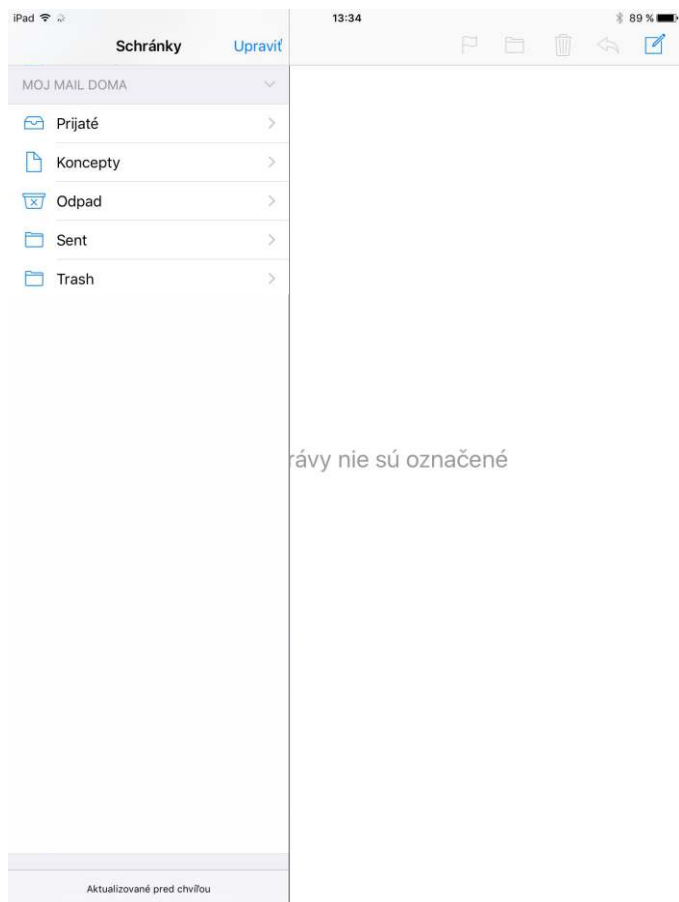 iPad
13:34
89 %
Schránky
Upraviť
MOJ MAIL DOMA
Prijaté
Koncepty
Odpad
Sent
Trash
rávy nie sú označené
Aktualizované pred chvíľou